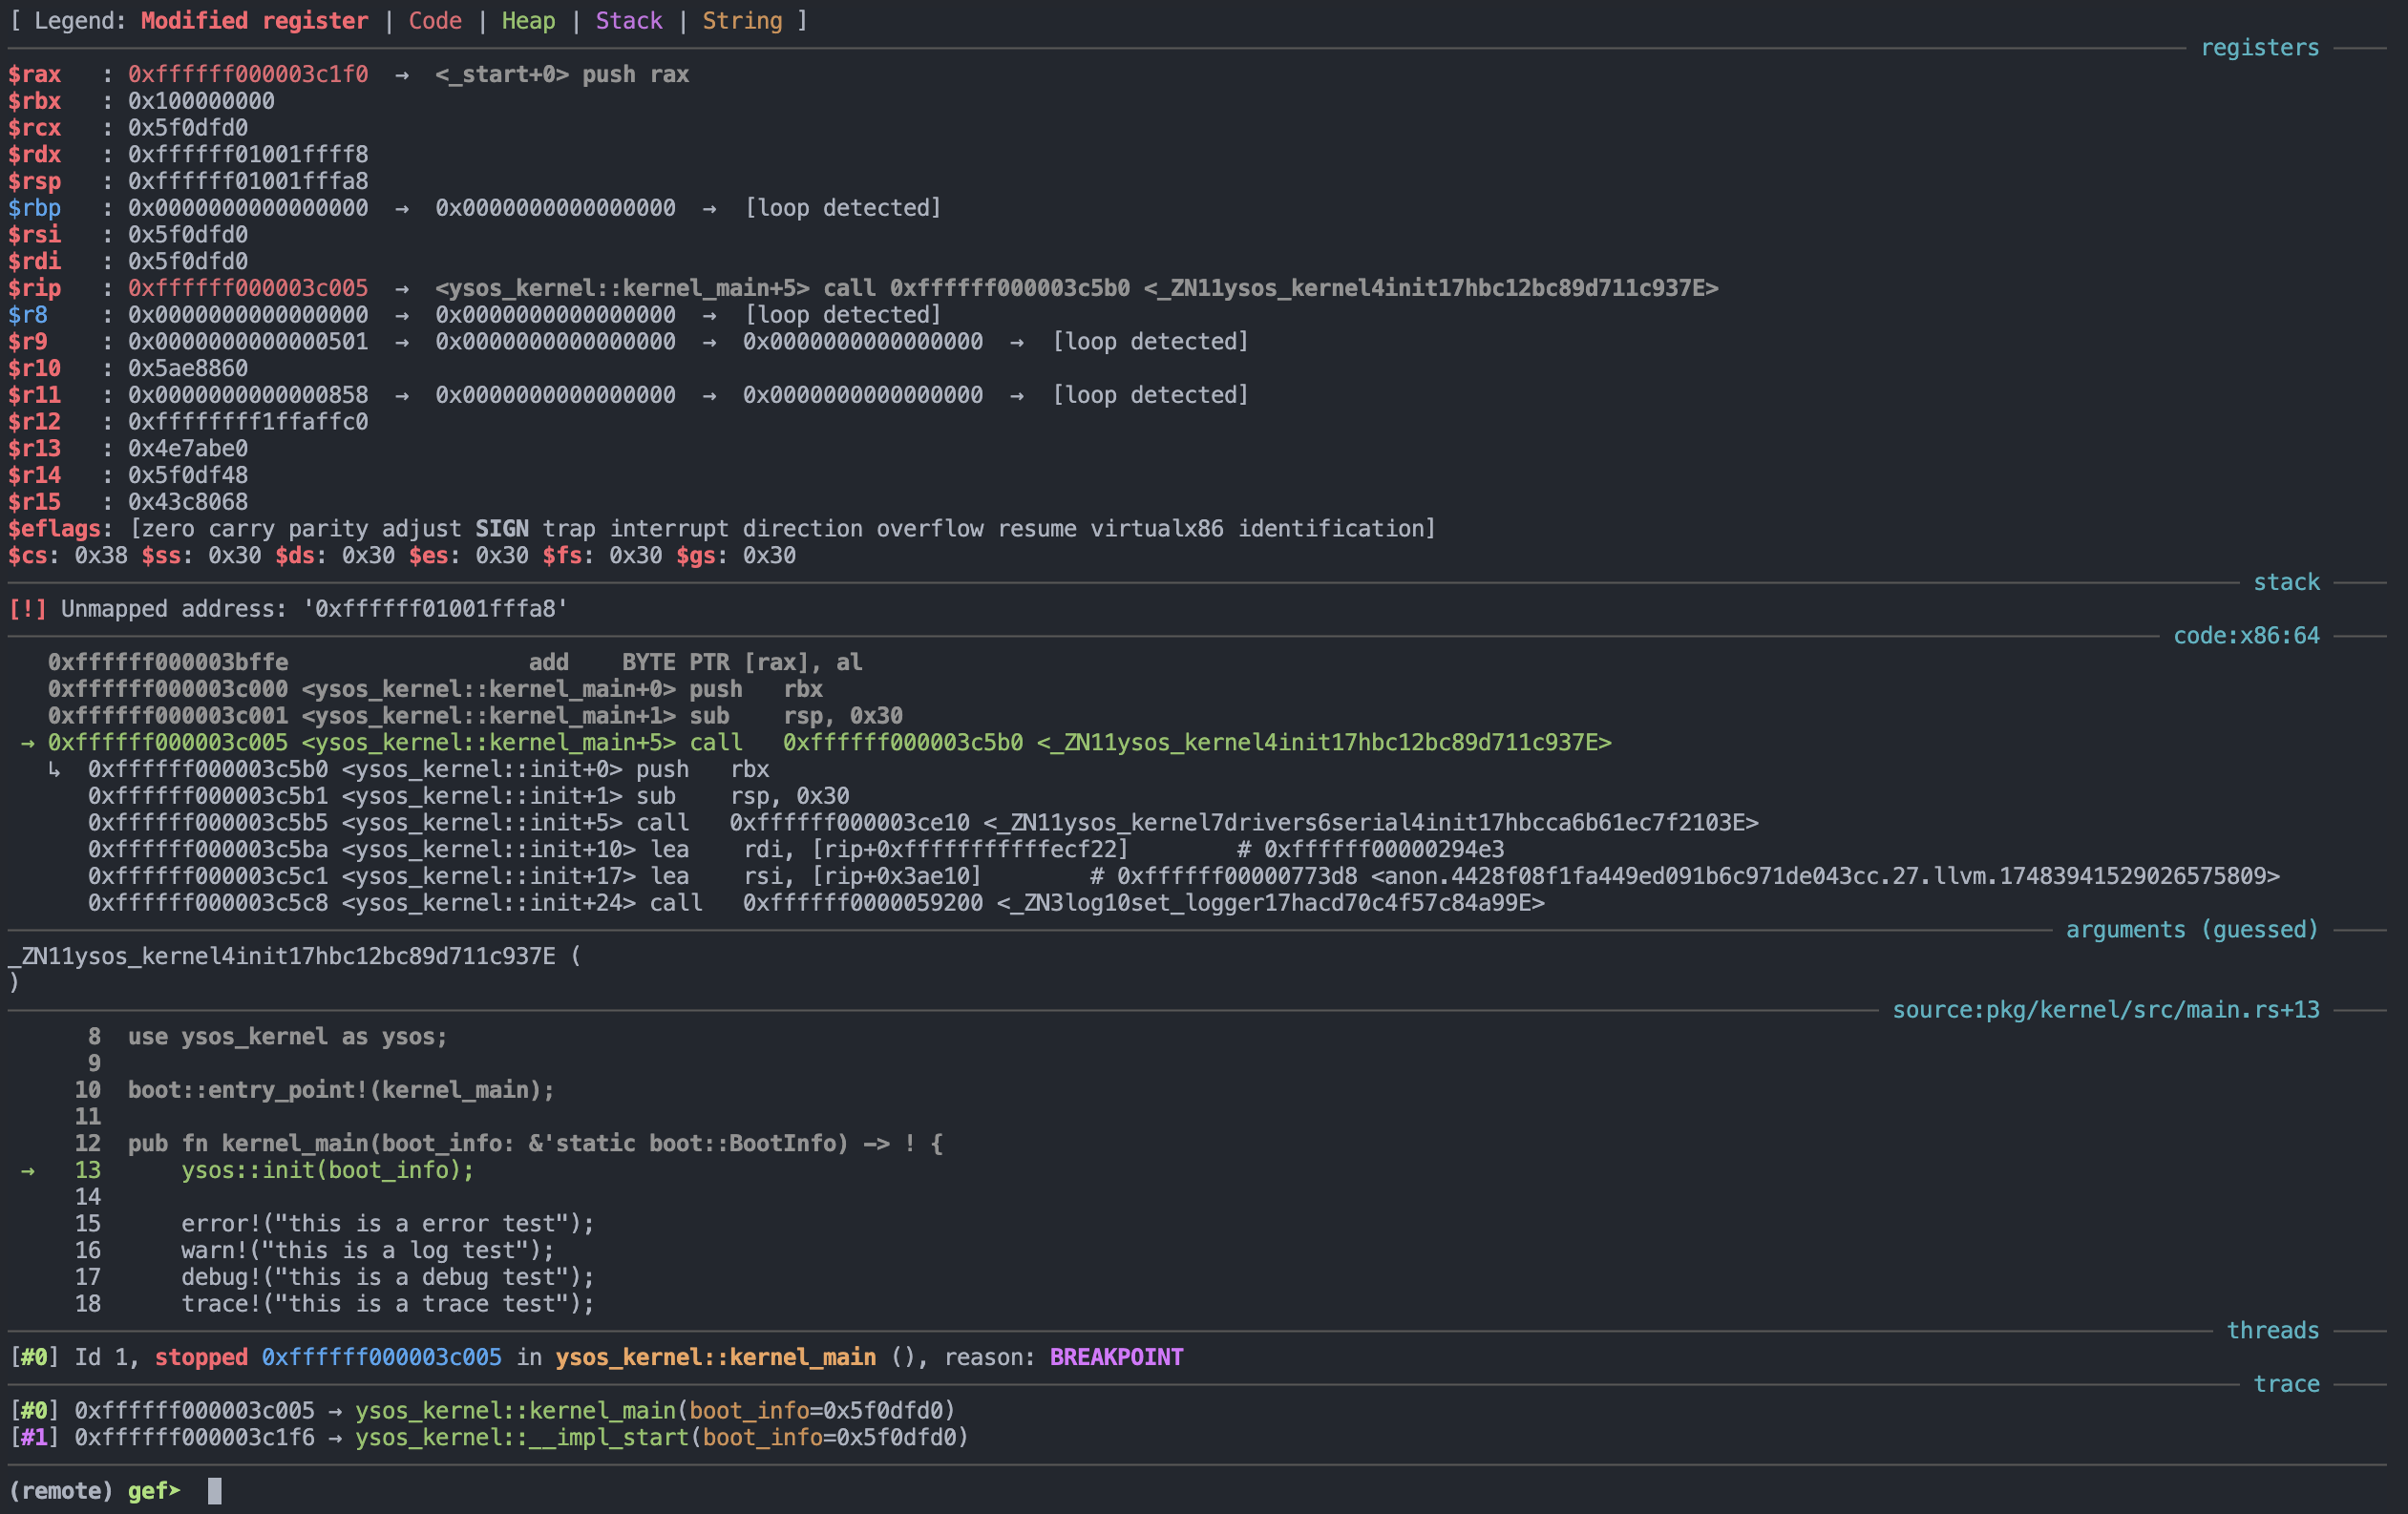 [ Legend: Modified register | Code | Heap | Stack | String ]
registers
$rax   : 0xffffff000003c1f0  →  <_start+0> push rax
$rbx   : 0x100000000
$rcx   : 0x5f0dfd0
$rdx   : 0xffffff01001ffff8
$rsp   : 0xffffff01001fffa8
$rbp   : 0x0000000000000000  →  0x0000000000000000  →  [loop detected]
$rsi   : 0x5f0dfd0
$rdi   : 0x5f0dfd0
$rip   : 0xffffff000003c005  →  <ysos_kernel::kernel_main+5> call 0xffffff000003c5b0 <_ZN11ysos_kernel4init17hbc12bc89d711c937E>
$r8    : 0x0000000000000000  →  0x0000000000000000  →  [loop detected]
$r9    : 0x0000000000000501  →  0x0000000000000000  →  0x0000000000000000  →  [loop detected]
$r10   : 0x5ae8860
$r11   : 0x0000000000000858  →  0x0000000000000000  →  0x0000000000000000  →  [loop detected]
$r12   : 0xffffffff1ffaffc0
$r13   : 0x4e7abe0
$r14   : 0x5f0df48
$r15   : 0x43c8068
$eflags: [zero carry parity adjust SIGN trap interrupt direction overflow resume virtualx86 identification]
$cs: 0x38 $ss: 0x30 $ds: 0x30 $es: 0x30 $fs: 0x30 $gs: 0x30
stack
[!] Unmapped address: '0xffffff01001fffa8'
code:x86:64
0xffffff000003bffe                  add    BYTE PTR [rax], al
0xffffff000003c000 <ysos_kernel::kernel_main+0> push   rbx
0xffffff000003c001 <ysos_kernel::kernel_main+1> sub    rsp, 0x30
→ 0xffffff000003c005 <ysos_kernel::kernel_main+5> call   0xffffff000003c5b0 <_ZN11ysos_kernel4init17hbc12bc89d711c937E>
↳  0xffffff000003c5b0 <ysos_kernel::init+0> push   rbx
0xffffff000003c5b1 <ysos_kernel::init+1> sub    rsp, 0x30
0xffffff000003c5b5 <ysos_kernel::init+5> call   0xffffff000003ce10 <_ZN11ysos_kernel7drivers6serial4init17hbcca6b61ec7f2103E>
0xffffff000003c5ba <ysos_kernel::init+10> lea    rdi, [rip+0xfffffffffffecf22]        # 0xffffff00000294e3
0xffffff000003c5c1 <ysos_kernel::init+17> lea    rsi, [rip+0x3ae10]        # 0xffffff00000773d8 <anon.4428f08f1fa449ed091b6c971de043cc.27.llvm.17483941529026575809>
0xffffff000003c5c8 <ysos_kernel::init+24> call   0xffffff0000059200 <_ZN3log10set_logger17hacd70c4f57c84a99E>
arguments (guessed)
_ZN11ysos_kernel4init17hbc12bc89d711c937E (
)
source:pkg/kernel/src/main.rs+13
8  use ysos_kernel as ysos;
9
10  boot::entry_point!(kernel_main);
11
12  pub fn kernel_main(boot_info: &'static boot::BootInfo) -> ! {
→   13      ysos::init(boot_info);
14
15      error!("this is a error test");
16      warn!("this is a log test");
17      debug!("this is a debug test");
18      trace!("this is a trace test");
threads
[#0] Id 1, stopped 0xffffff000003c005 in ysos_kernel::kernel_main (), reason: BREAKPOINT
trace
[#0] 0xffffff000003c005 → ysos_kernel::kernel_main(boot_info=0x5f0dfd0)
[#1] 0xffffff000003c1f6 → ysos_kernel::__impl_start(boot_info=0x5f0dfd0)
(remote) gef➤